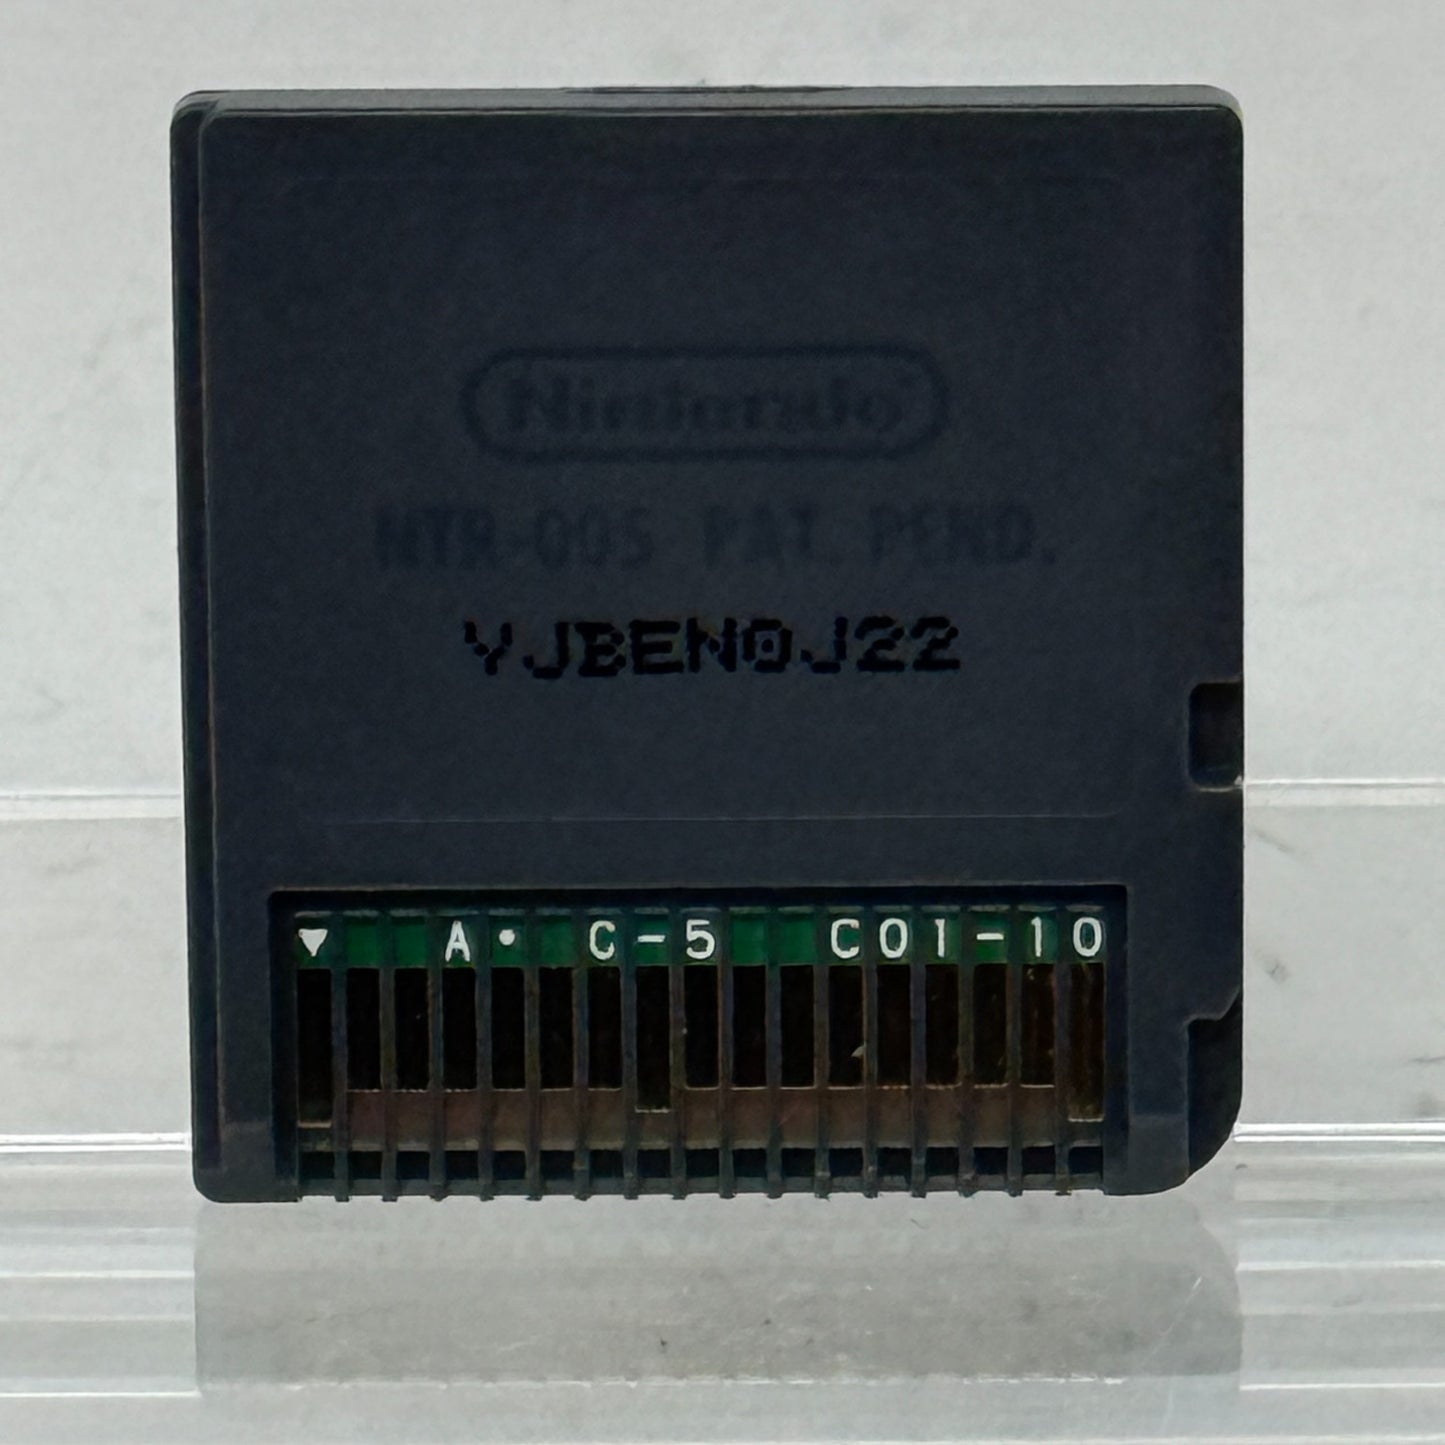 Nintendo
NTR-005 PAT. PEND.
YJBEN0J22
▼ A• C-5 C01-10